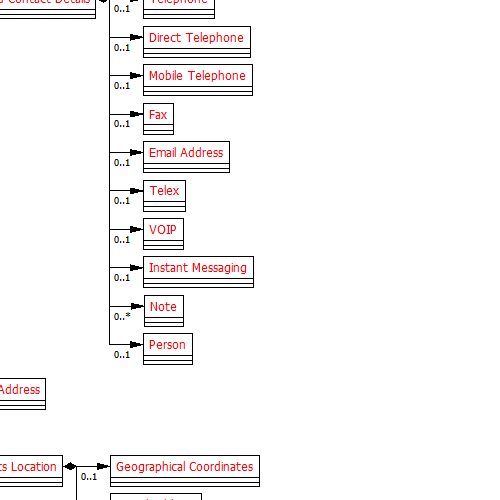 Contact Details
Telephone
0..1
Direct Telephone
0..1
Mobile Telephone
0..1
Fax
0..1
Email Address
0..1
Telex
0..1
VOIP
0..1
Instant Messaging
0..1
Note
0..*
Person
0..1
Address
Location
Geographical Coordinates
0..1